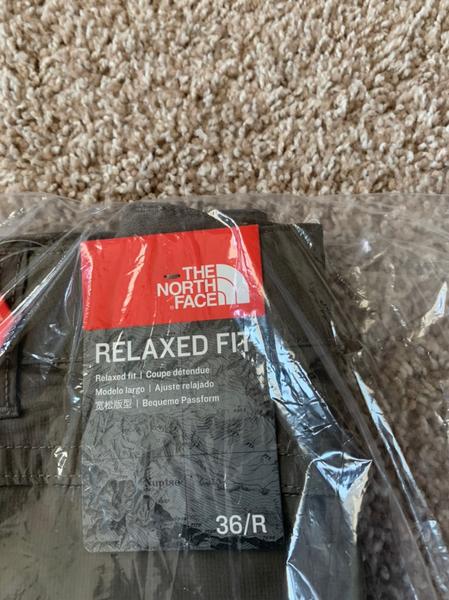 THE
NORTH
FACE
RELAXED FIT
Relaxed fit | Coupe détendue
Modelo largo | Ajuste relajado
宽松版型 | Bequeme Passform
Nuptse
36/R